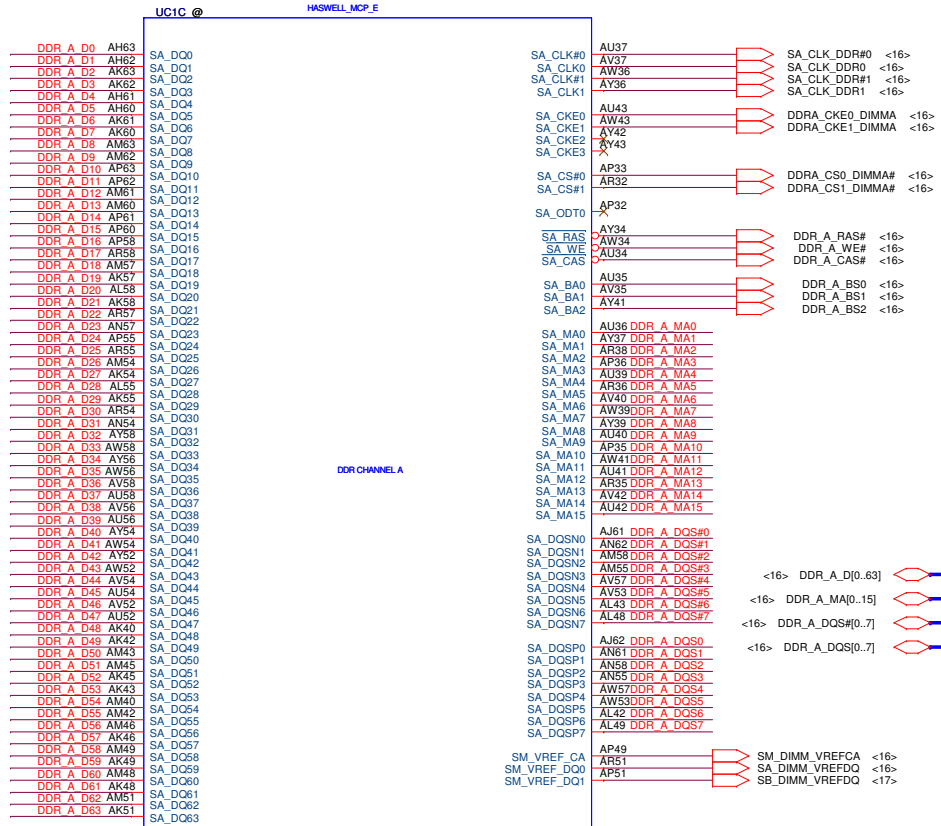 UC1C @
HASWELL_MCP_E
DDR_A_D0 AH63 SA_DQ0
DDR_A_D1 AH62 SA_DQ1
DDR_A_D2 AK63 SA_DQ2
DDR_A_D3 AK62 SA_DQ3
DDR_A_D4 AH61 SA_DQ4
DDR_A_D5 AH60 SA_DQ5
DDR_A_D6 AK61 SA_DQ6
DDR_A_D7 AK60 SA_DQ7
DDR_A_D8 AM63 SA_DQ8
DDR_A_D9 AM62 SA_DQ9
DDR_A_D10 AP63 SA_DQ10
DDR_A_D11 AP62 SA_DQ11
DDR_A_D12 AM61 SA_DQ12
DDR_A_D13 AM60 SA_DQ13
DDR_A_D14 AP61 SA_DQ14
DDR_A_D15 AP60 SA_DQ15
DDR_A_D16 AP58 SA_DQ16
DDR_A_D17 AR58 SA_DQ17
DDR_A_D18 AM57 SA_DQ18
DDR_A_D19 AK57 SA_DQ19
DDR_A_D20 AL58 SA_DQ20
DDR_A_D21 AK58 SA_DQ21
DDR_A_D22 AR57 SA_DQ22
DDR_A_D23 AN57 SA_DQ23
DDR_A_D24 AP55 SA_DQ24
DDR_A_D25 AR55 SA_DQ25
DDR_A_D26 AM54 SA_DQ26
DDR_A_D27 AK54 SA_DQ27
DDR_A_D28 AL55 SA_DQ28
DDR_A_D29 AK55 SA_DQ29
DDR_A_D30 AR54 SA_DQ30
DDR_A_D31 AN54 SA_DQ31
DDR_A_D32 AY58 SA_DQ32
DDR_A_D33 AW58 SA_DQ33
DDR_A_D34 AY56 SA_DQ34
DDR_A_D35 AW56 SA_DQ35
DDR_A_D36 AV58 SA_DQ36
DDR_A_D37 AU58 SA_DQ37
DDR_A_D38 AV56 SA_DQ38
DDR_A_D39 AU56 SA_DQ39
DDR_A_D40 AY54 SA_DQ40
DDR_A_D41 AW54 SA_DQ41
DDR_A_D42 AY52 SA_DQ42
DDR_A_D43 AW52 SA_DQ43
DDR_A_D44 AV54 SA_DQ44
DDR_A_D45 AU54 SA_DQ45
DDR_A_D46 AV52 SA_DQ46
DDR_A_D47 AU52 SA_DQ47
DDR_A_D48 AK40 SA_DQ48
DDR_A_D49 AK42 SA_DQ49
DDR_A_D50 AM43 SA_DQ50
DDR_A_D51 AM45 SA_DQ51
DDR_A_D52 AK45 SA_DQ52
DDR_A_D53 AK43 SA_DQ53
DDR_A_D54 AM40 SA_DQ54
DDR_A_D55 AM42 SA_DQ55
DDR_A_D56 AM46 SA_DQ56
DDR_A_D57 AK46 SA_DQ57
DDR_A_D58 AM49 SA_DQ58
DDR_A_D59 AK49 SA_DQ59
DDR_A_D60 AM48 SA_DQ60
DDR_A_D61 AK48 SA_DQ61
DDR_A_D62 AM51 SA_DQ62
DDR_A_D63 AK51 SA_DQ63
DDR CHANNEL A
SA_CLK#0 AU37 SA_CLK_DDR#0 <16>
SA_CLK0 AV37 SA_CLK_DDR0 <16>
SA_CLK#1 AW36 SA_CLK_DDR#1 <16>
SA_CLK1 AY36 SA_CLK_DDR1 <16>
SA_CKE0 AU43 DDRA_CKE0_DIMMA <16>
SA_CKE1 AW43 DDRA_CKE1_DIMMA <16>
SA_CKE2 AY42
SA_CKE3 AY43
SA_CS#0 AP33 DDRA_CS0_DIMMA# <16>
SA_CS#1 AR32 DDRA_CS1_DIMMA# <16>
SA_ODT0 AP32
SA_RAS AY34 DDR_A_RAS# <16>
SA_WE AW34 DDR_A_WE# <16>
SA_CAS AU34 DDR_A_CAS# <16>
SA_BA0 AU35 DDR_A_BS0 <16>
SA_BA1 AV35 DDR_A_BS1 <16>
SA_BA2 AY41 DDR_A_BS2 <16>
SA_MA0 AU36 DDR_A_MA0
SA_MA1 AY37 DDR_A_MA1
SA_MA2 AR38 DDR_A_MA2
SA_MA3 AP36 DDR_A_MA3
SA_MA4 AU39 DDR_A_MA4
SA_MA5 AR36 DDR_A_MA5
SA_MA6 AV40 DDR_A_MA6
SA_MA7 AW39 DDR_A_MA7
SA_MA8 AY39 DDR_A_MA8
SA_MA9 AU40 DDR_A_MA9
SA_MA10 AP35 DDR_A_MA10
SA_MA11 AW41 DDR_A_MA11
SA_MA12 AU41 DDR_A_MA12
SA_MA13 AR35 DDR_A_MA13
SA_MA14 AV42 DDR_A_MA14
SA_MA15 AU42 DDR_A_MA15
SA_DQSN0 AJ61 DDR_A_DQS#0
SA_DQSN1 AN62 DDR_A_DQS#1
SA_DQSN2 AM58 DDR_A_DQS#2
SA_DQSN3 AM55 DDR_A_DQS#3
SA_DQSN4 AV57 DDR_A_DQS#4
SA_DQSN5 AV53 DDR_A_DQS#5
SA_DQSN6 AL43 DDR_A_DQS#6
SA_DQSN7 AL48 DDR_A_DQS#7
SA_DQSP0 AJ62 DDR_A_DQS0
SA_DQSP1 AN61 DDR_A_DQS1
SA_DQSP2 AN58 DDR_A_DQS2
SA_DQSP3 AN55 DDR_A_DQS3
SA_DQSP4 AW57 DDR_A_DQS4
SA_DQSP5 AW53 DDR_A_DQS5
SA_DQSP6 AL42 DDR_A_DQS6
SA_DQSP7 AL49 DDR_A_DQS7
SM_VREF_CA AP49 SM_DIMM_VREFCA <16>
SM_VREF_DQ0 AR51 SA_DIMM_VREFDQ <16>
SM_VREF_DQ1 AP51 SB_DIMM_VREFDQ <17>
<16> DDR_A_D[0..63]
<16> DDR_A_MA[0..15]
<16> DDR_A_DQS#[0..7]
<16> DDR_A_DQS[0..7]